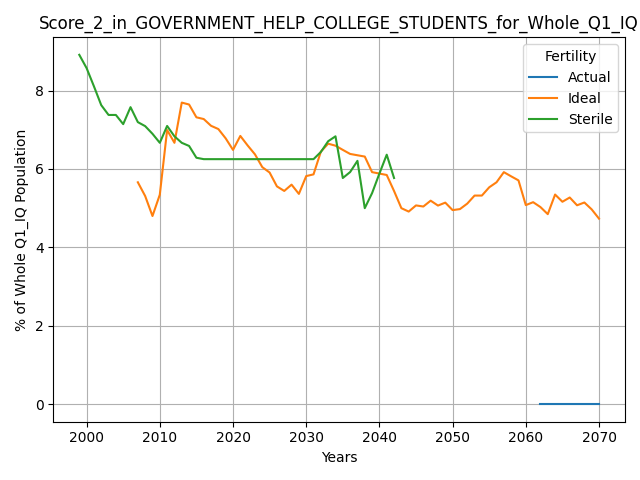 Score_2_in_GOVERNMENT_HELP_COLLEGE_STUDENTS_for_Whole_Q1_IQ
Fertility
Actual
Ideal
Sterile
% of Whole Q1_IQ Population
8
6
4
2
0
2000 2010 2020 2030 2040 2050 2060 2070
Years